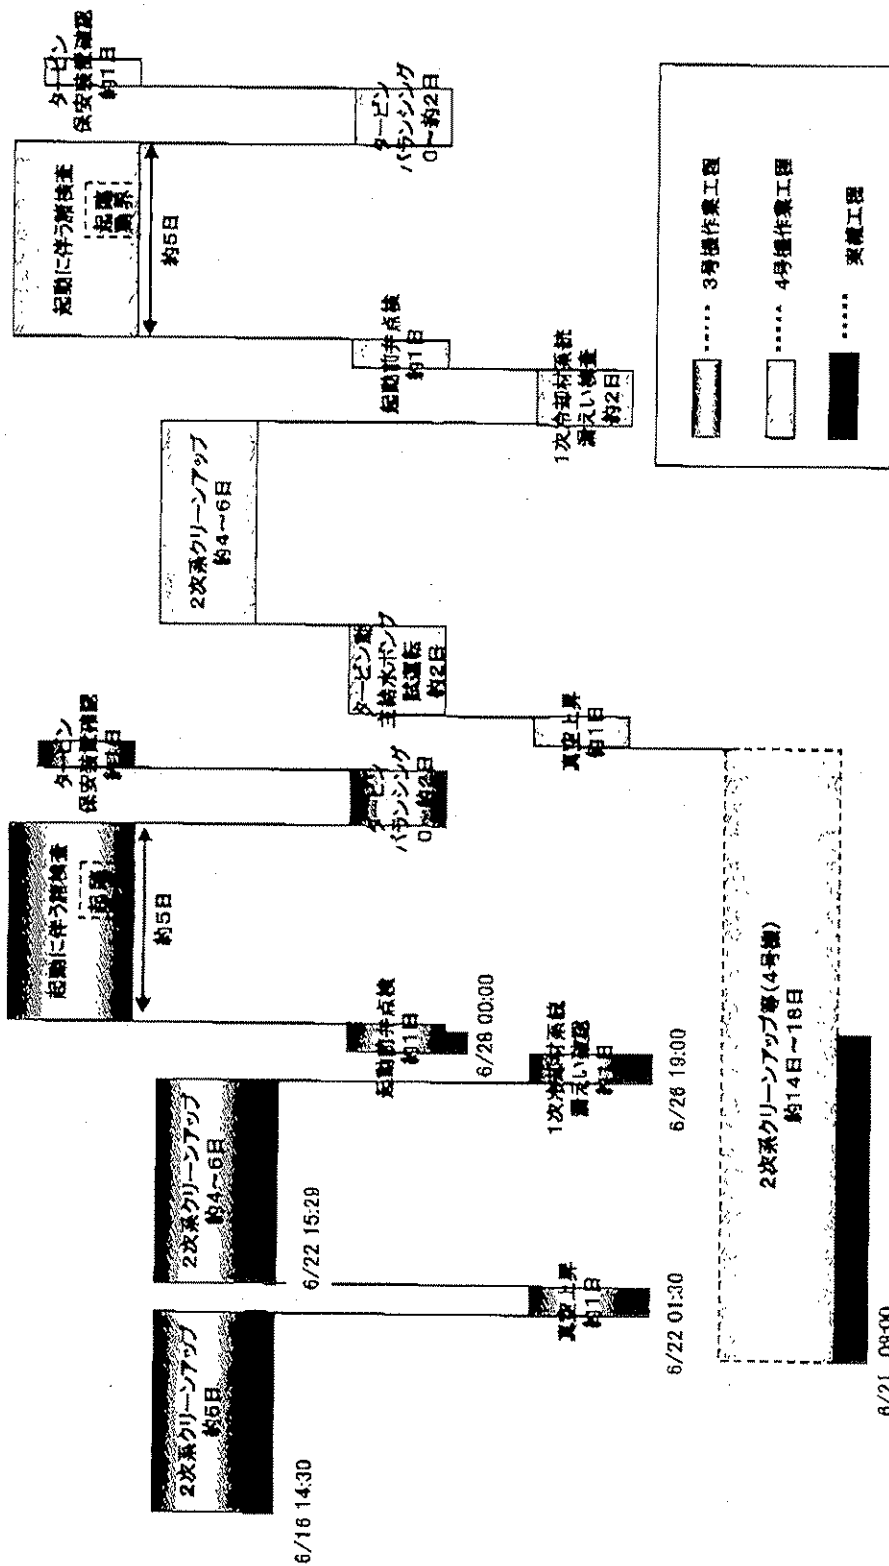 2次系クリーンアップ
約5日
6/16 14:30
真空上昇
約1日
6/22 01:30
2次系クリーンアップ
約4～6日
6/22 15:29
1次冷却材系統
漏えい確認
6/26 19:00
起動前弁点検
約1日
6/28 00:00
起動に伴う諸検査
約5日
タービン
バランシング
0～約2日
タービン
保安装置確認
2次系クリーンアップ等(4号機)
約14日～18日
6/21
真空上昇
約1日
タービン動
主給水ポンプ
試運転
約2日
2次系クリーンアップ
約4～6日
1次冷却材系統
漏えい検査
約2日
起動前弁点検
約1日
起動に伴う諸検査
起動
臨界
約5日
タービン
バランシング
0～約2日
タービン
保安装置確認
約1日
3号機作業工程
4号機作業工程
実績工程